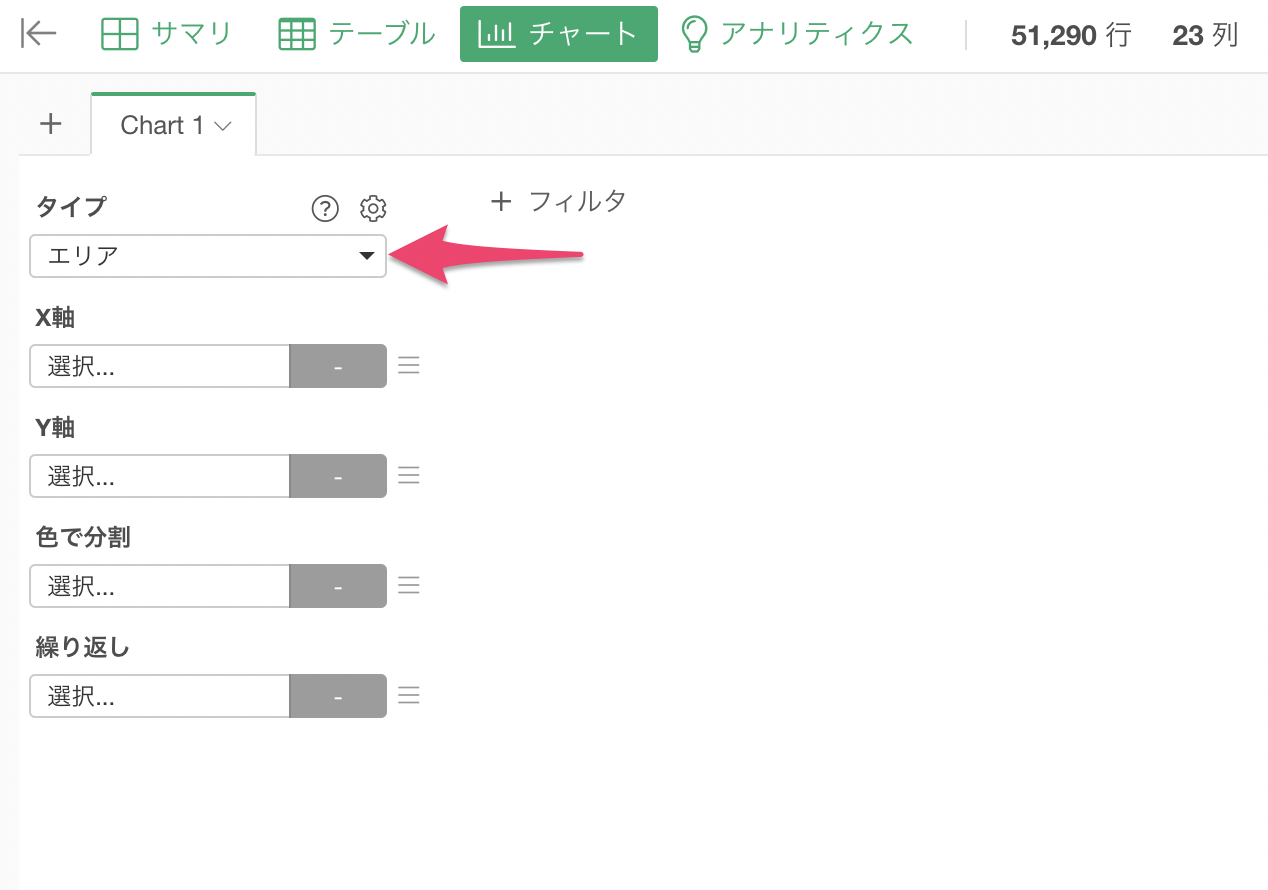 サマリ テーブル チャート アナリティクス 51,290 行 23 列
+ Chart 1
タイプ ? + フィルタ
エリア
X軸
選択... -
Y軸
選択... -
色で分割
選択... -
繰り返し
選択... -